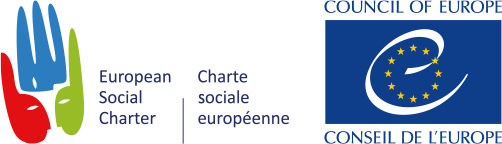 European
Social
Charter
Charte
sociale
européenne
COUNCIL OF EUROPE
CONSEIL DE L'EUROPE